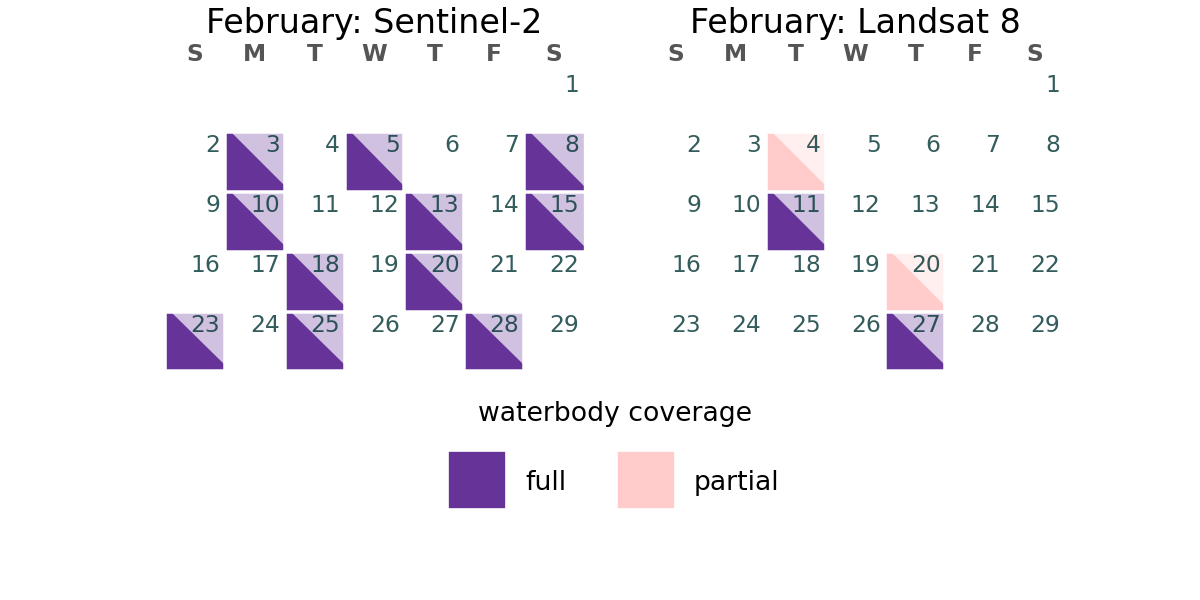 February: Sentinel-2
S M T W T F S
1
2 3 4 5 6 7 8
9 10 11 12 13 14 15
16 17 18 19 20 21 22
23 24 25 26 27 28 29
February: Landsat 8
S M T W T F S
1
2 3 4 5 6 7 8
9 10 11 12 13 14 15
16 17 18 19 20 21 22
23 24 25 26 27 28 29
waterbody coverage
full partial